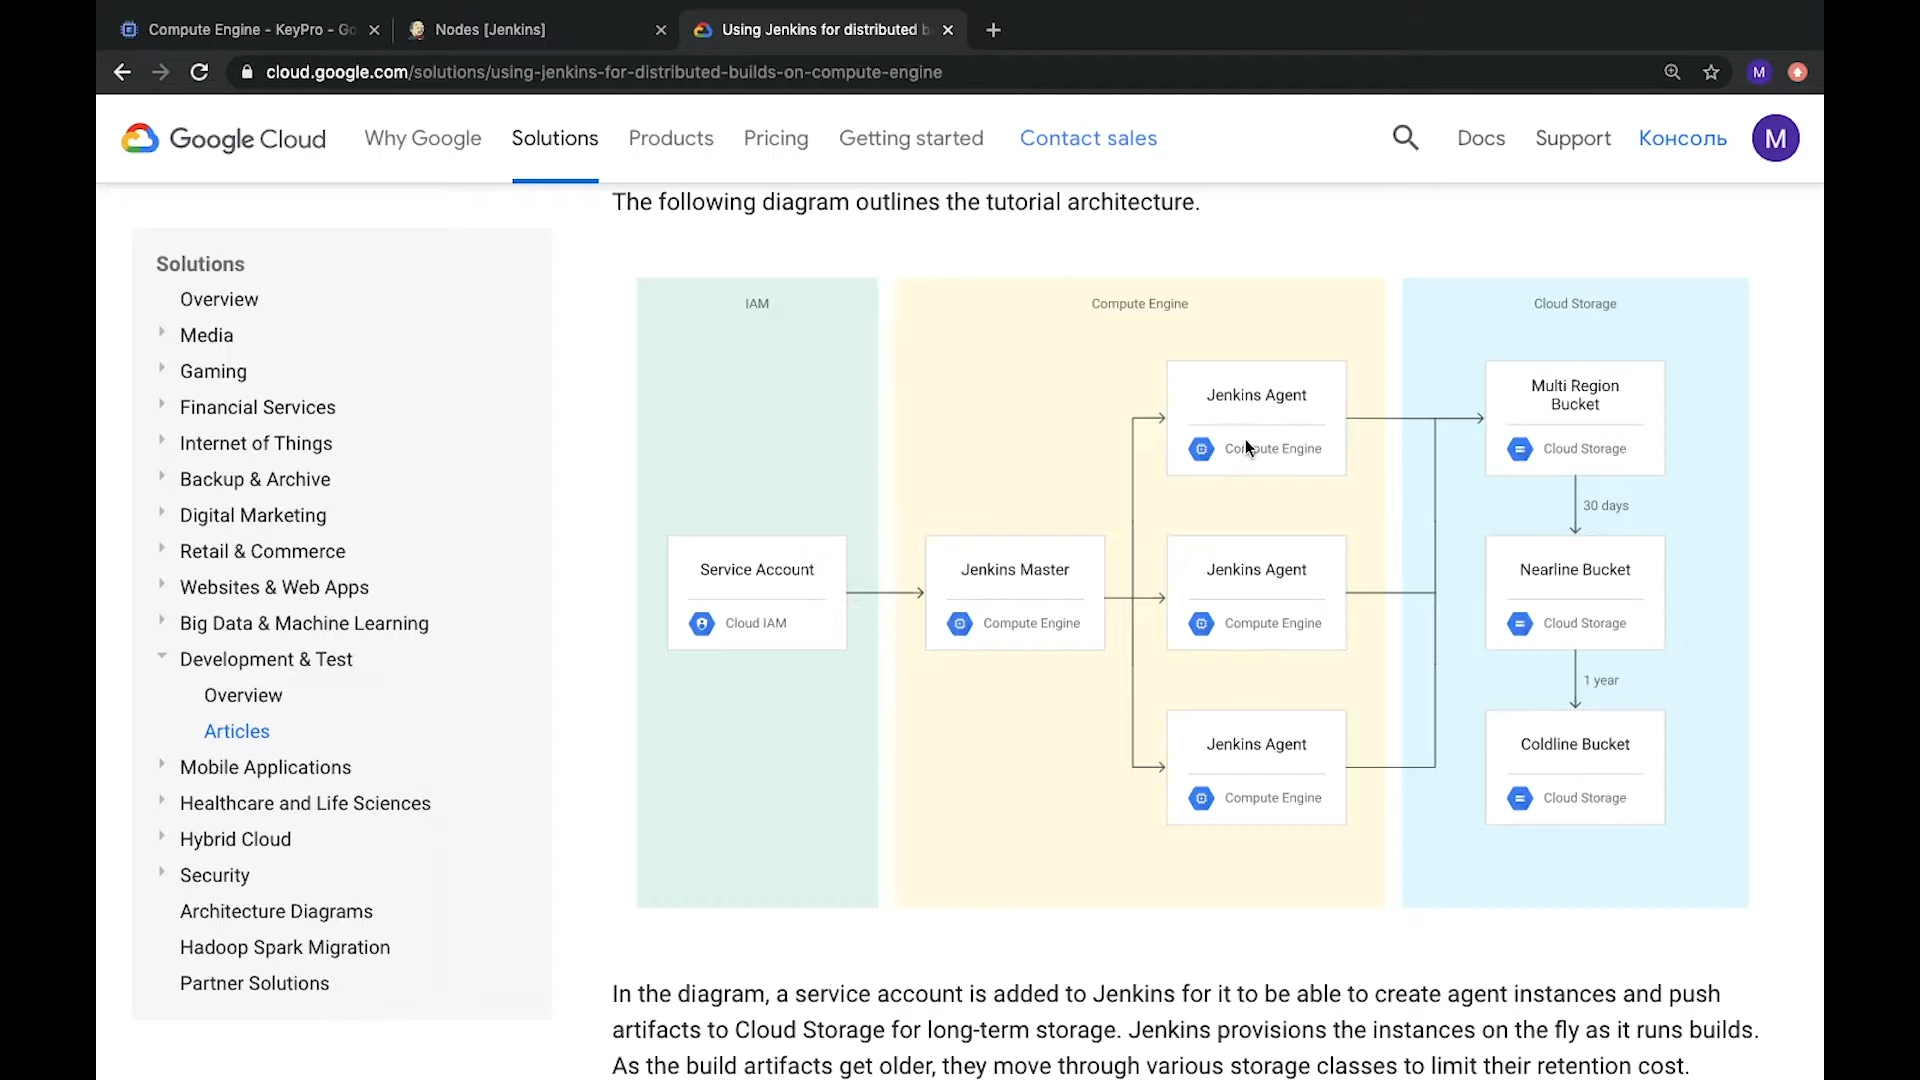 Compute Engine - KeyPro - Go
Nodes [Jenkins]
Using Jenkins for distributed b
cloud.google.com/solutions/using-jenkins-for-distributed-builds-on-compute-engine
M
Google Cloud
Why Google
Solutions
Products
Pricing
Getting started
Contact sales
Docs
Support
Консоль
M
The following diagram outlines the tutorial architecture.
Solutions
Overview
Media
Gaming
Financial Services
Internet of Things
Backup & Archive
Digital Marketing
Retail & Commerce
Websites & Web Apps
Big Data & Machine Learning
Development & Test
Overview
Articles
Mobile Applications
Healthcare and Life Sciences
Hybrid Cloud
Security
Architecture Diagrams
Hadoop Spark Migration
Partner Solutions
IAM
Service Account
Cloud IAM
Compute Engine
Jenkins Master
Compute Engine
Jenkins Agent
Compute Engine
Jenkins Agent
Compute Engine
Jenkins Agent
Compute Engine
Cloud Storage
Multi Region
Bucket
Cloud Storage
30 days
Nearline Bucket
Cloud Storage
1 year
Coldline Bucket
Cloud Storage
In the diagram, a service account is added to Jenkins for it to be able to create agent instances and push
artifacts to Cloud Storage for long-term storage. Jenkins provisions the instances on the fly as it runs builds.
As the build artifacts get older, they move through various storage classes to limit their retention cost.